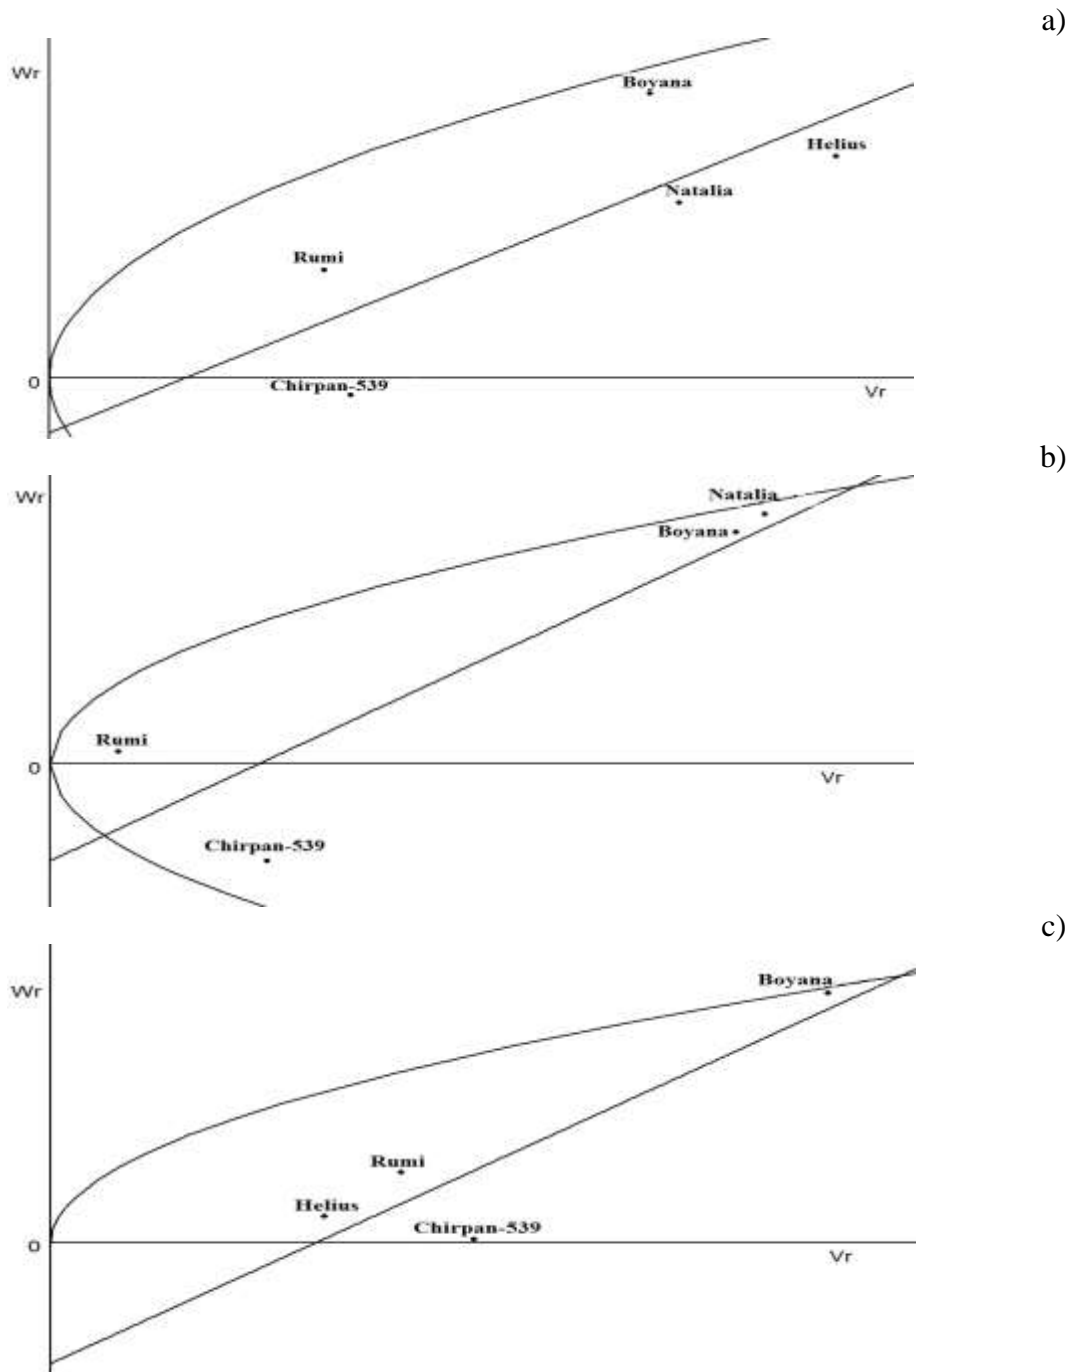 a)
Wr
Boyana
Helius
Natalia
Rumi
0
Chirpan-539
Vr
b)
Wr
Natalia
Boyana
Rumi
0
Vr
Chirpan-539
c)
Wr
Boyana
Rumi
Helius
Chirpan-539
0
Vr